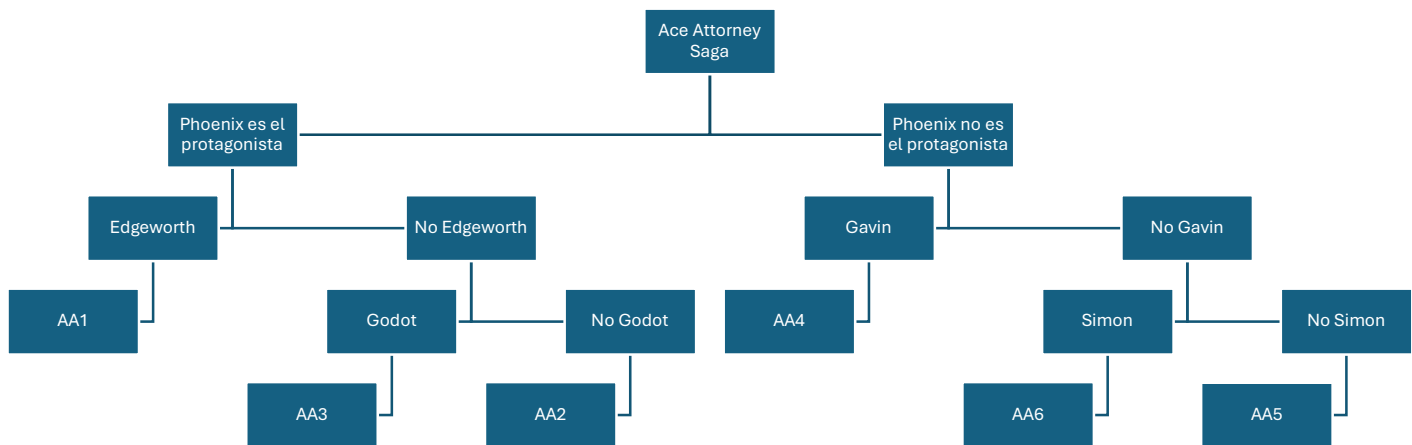 Ace Attorney
Saga
Phoenix es el
protagonista
Phoenix no es
el protagonista
Edgeworth
No Edgeworth
Gavin
No Gavin
AA1
Godot
No Godot
AA4
Simon
No Simon
AA3
AA2
AA6
AA5